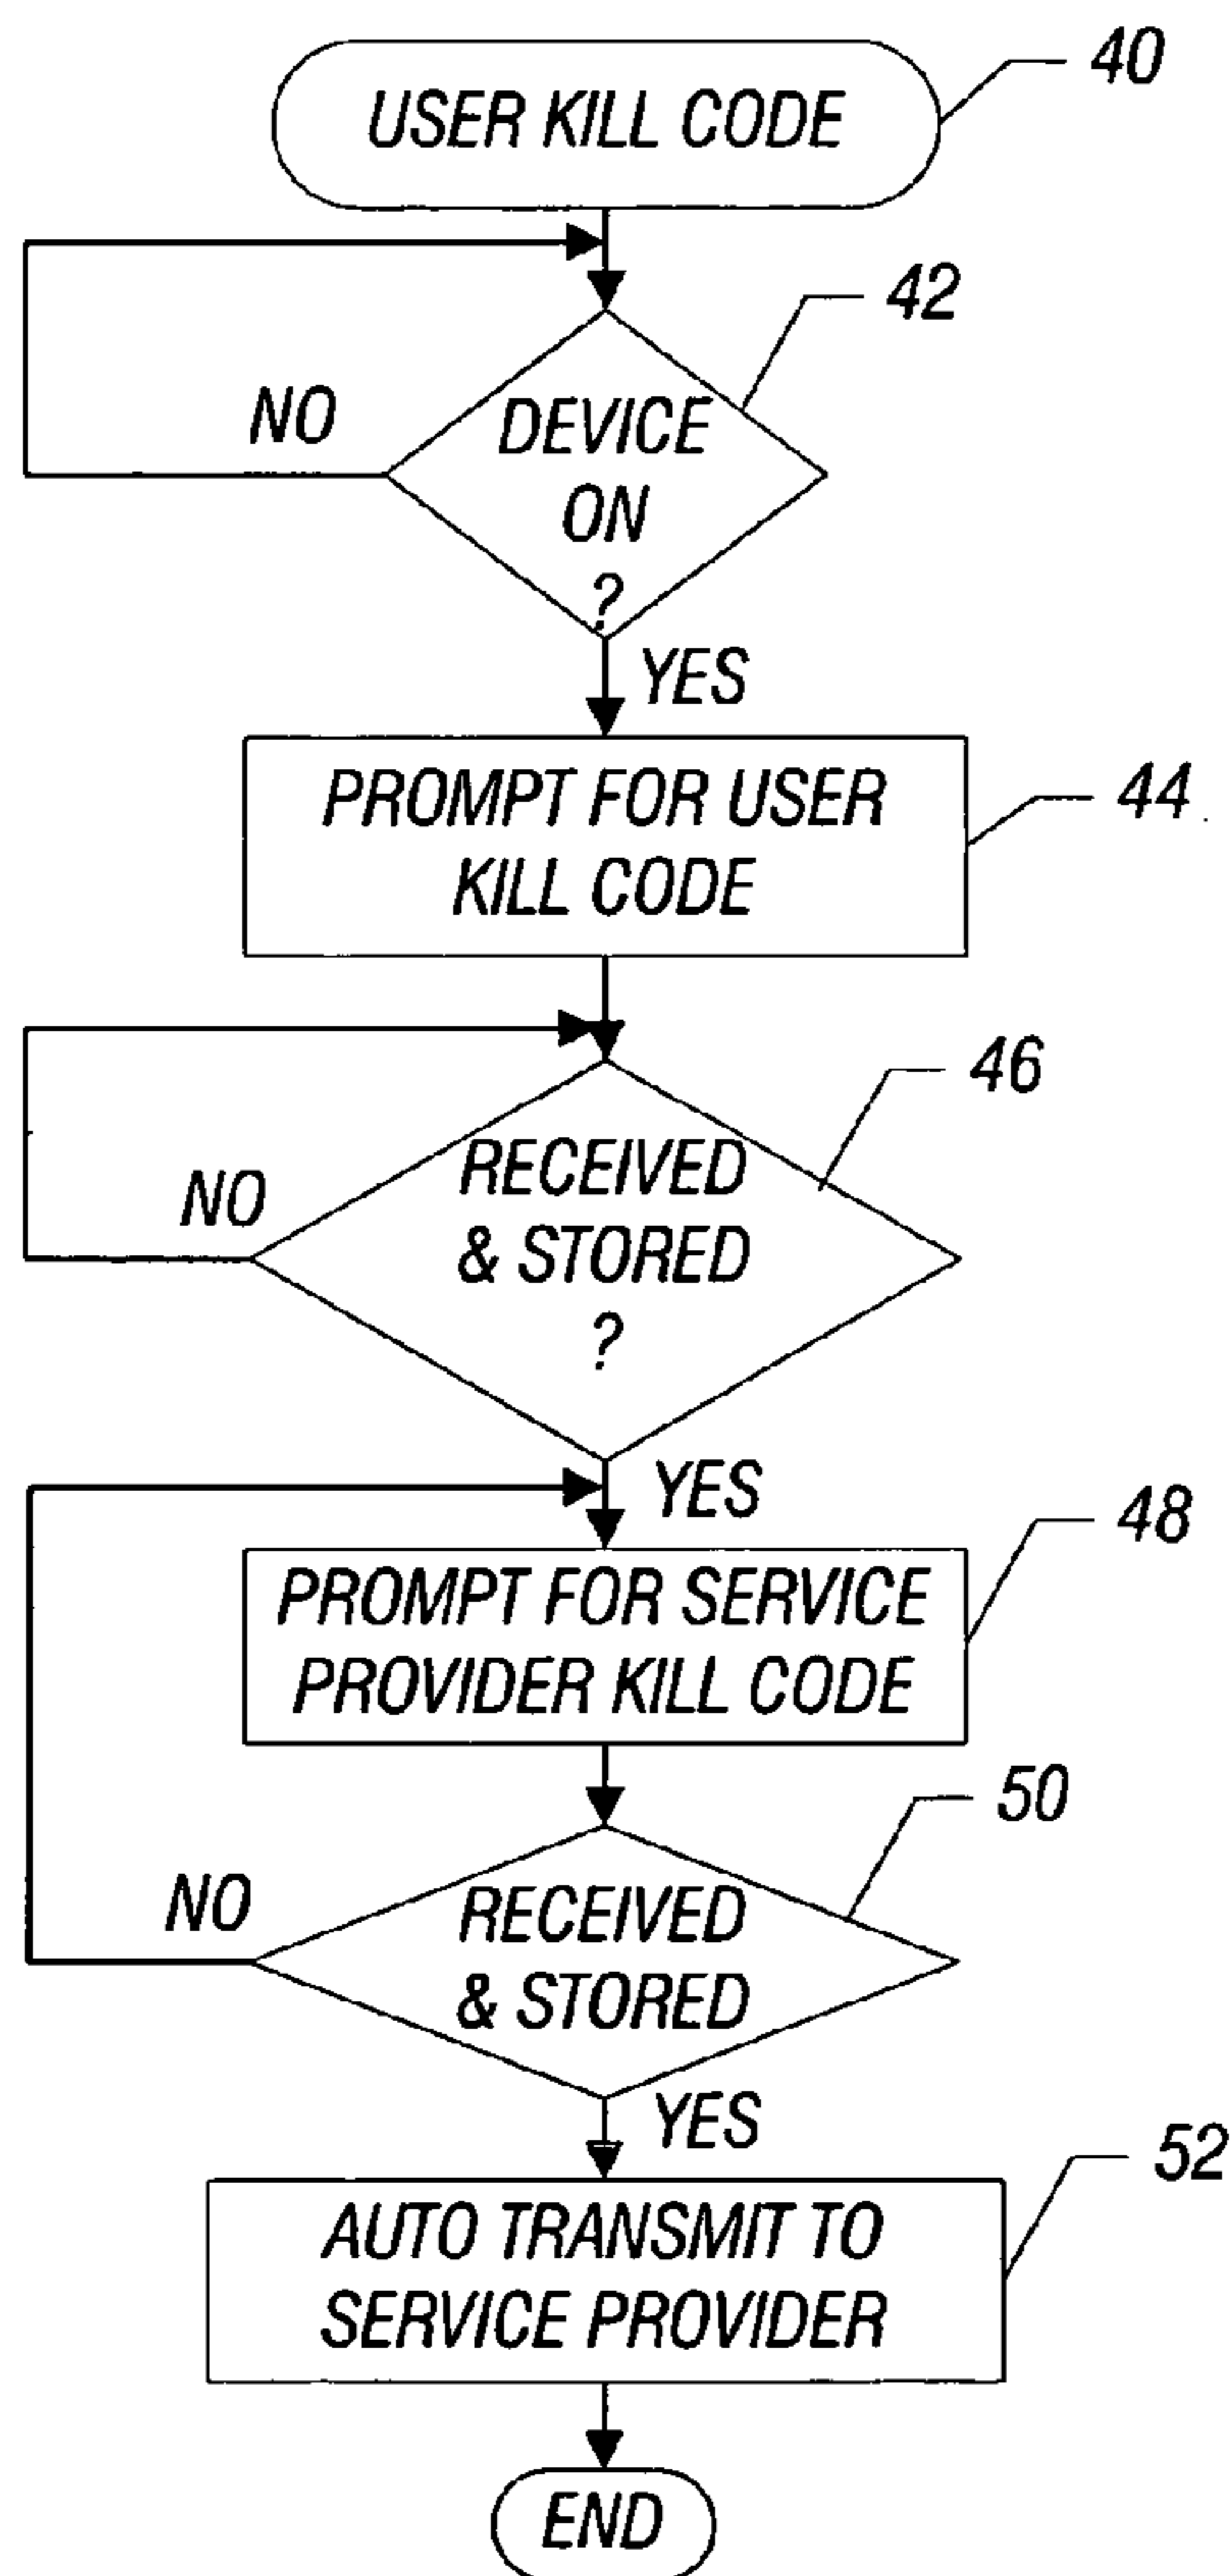 USER KILL CODE
40
42
DEVICE
ON
?
NO
YES
PROMPT FOR USER
KILL CODE
44
46
RECEIVED
& STORED
?
NO
YES
48
PROMPT FOR SERVICE
PROVIDER KILL CODE
50
RECEIVED
& STORED
NO
YES
52
AUTO TRANSMIT TO
SERVICE PROVIDER
END